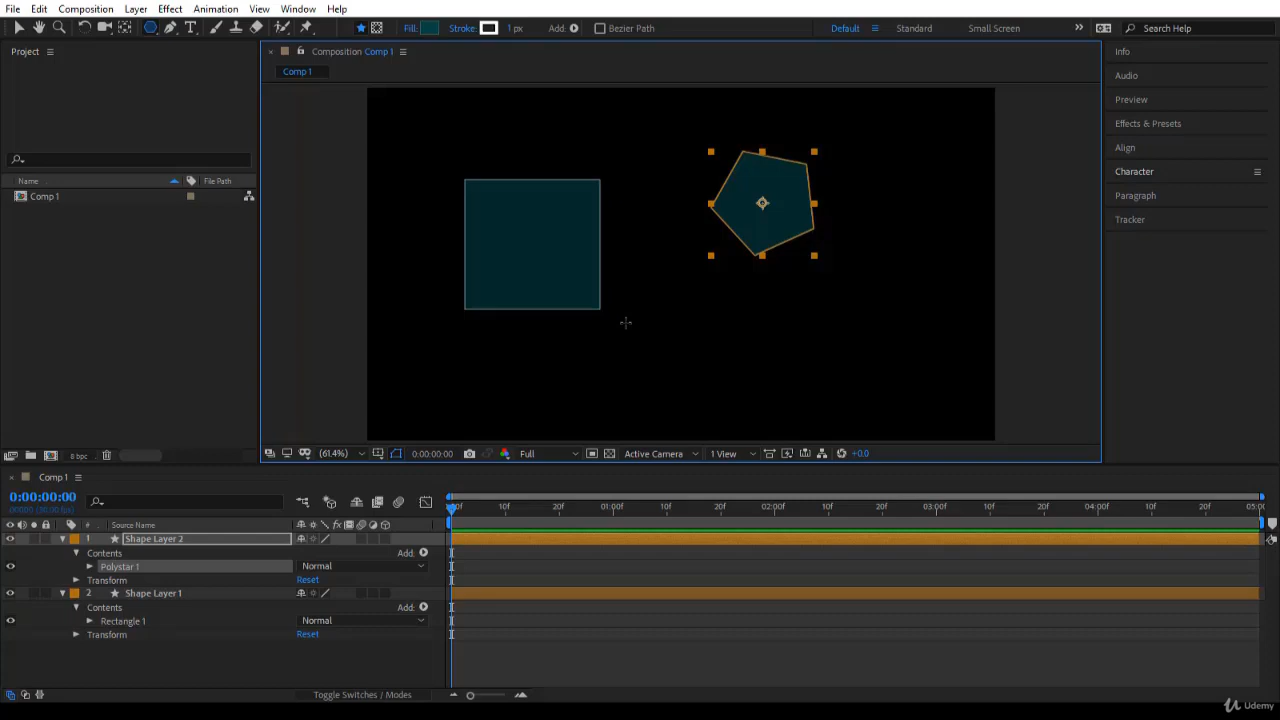 File Edit Composition Layer Effect Animation View Window Help
Fill: Stroke: 1 px Add: Bezier Path Default Standard Small Screen Search Help
Project
Composition Comp 1
Comp 1
Info
Audio
Preview
Effects & Presets
Align
Character
Paragraph
Tracker
Name File Path
Comp 1
8 bpc
(61.4%) 0:00:00:00 Full Active Camera 1 View +0.0
Comp 1
0:00:00:00
# Source Name
10f 20f 01:00f 10f 20f 02:00f 10f 20f 03:00f 10f 20f 04:00f 10f 20f
1 Shape Layer 2
Contents Add:
Polystar 1 Normal
Transform Reset
2 Shape Layer 1
Contents Add:
Rectangle 1 Normal
Transform Reset
Toggle Switches / Modes
Udemy